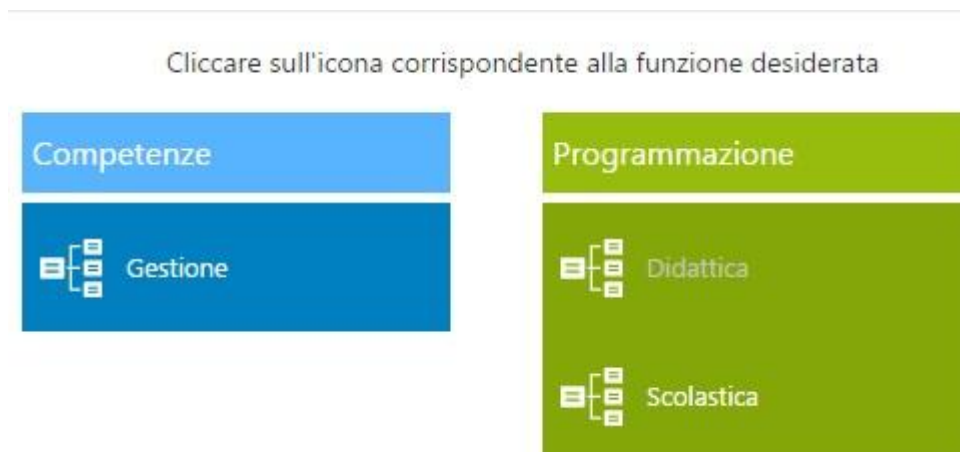 Cliccare sull'icona corrispondente alla funzione desiderata
Competenze
Gestione
Programmazione
Didattica
Scolastica